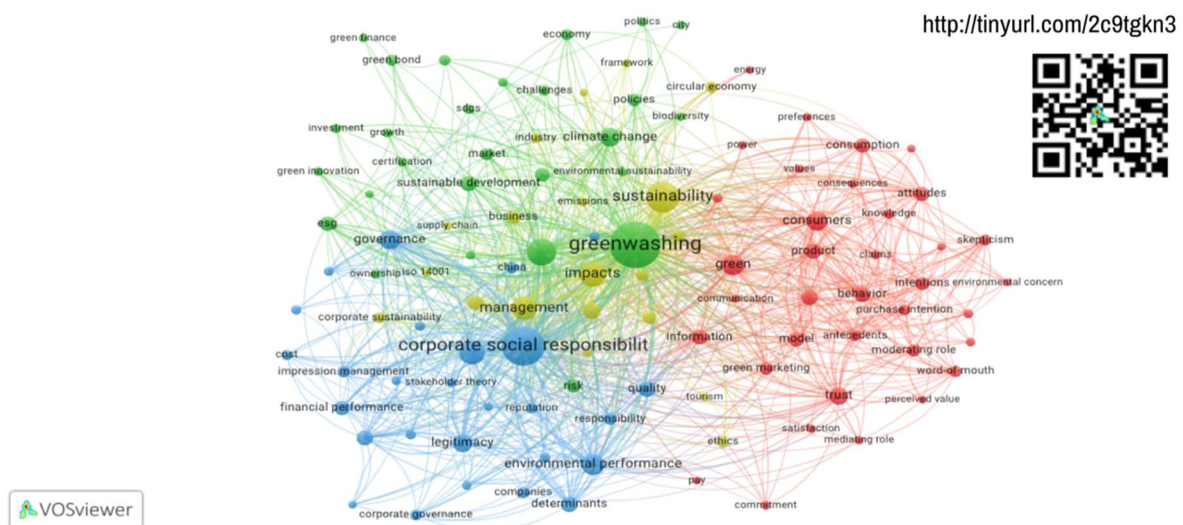 http://tinyurl.com/2c9tgkn3
politics
city
green finance
economy
green bond
framework
energy
challenges
circular economy
sdgs
policies
biodiversity
preferences
investment
growth
industry
climate change
power
consumption
market
certification
green innovation
environmental sustainability
values
sustainable development
consequences
attitudes
emissions
sustainability
business
knowledge
esg
supply chain
consumers
governance
greenwashing
skepticism
product
claims
china
green
ownership
iso 14001
impacts
intentions
environmental concern
communication
behavior
management
purchase intention
corporate sustainability
information
model
antecedents
corporate social responsibilit
moderating role
cost
impression management
green marketing
word-of-mouth
stakeholder theory
risk
quality
tourism
trust
perceived value
financial performance
reputation
responsibility
satisfaction
legitimacy
ethics
mediating role
environmental performance
pay
companies
determinants
commitment
corporate governance
VOSviewer